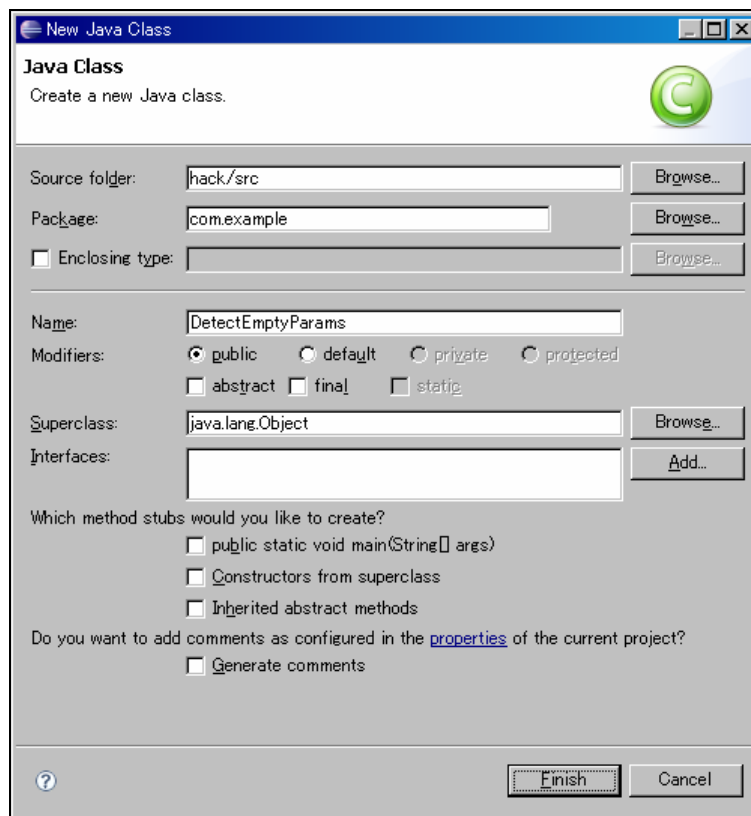 New Java Class
Java Class
Create a new Java class.
Source folder: hack/src Browse...
Package: com.example Browse...
Enclosing type: Browse...
Name: DetectEmptyParams
Modifiers: public default private protected
abstract final static
Superclass: java.lang.Object Browse...
Interfaces: Add...
Which method stubs would you like to create?
public static void main(String[] args)
Constructors from superclass
Inherited abstract methods
Do you want to add comments as configured in the properties of the current project?
Generate comments
? Finish Cancel